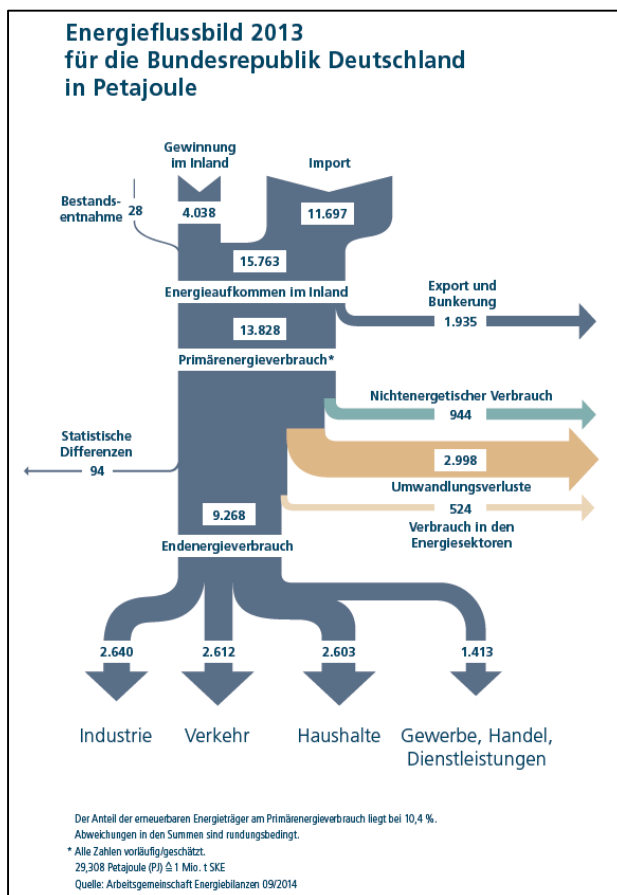 Energieflussbild 2013
für die Bundesrepublik Deutschland
in Petajoule
Gewinnung
im Inland
Import
Bestands-
entnahme
28
4.038
11.697
15.763
Energieaufkommen im Inland
Export und
Bunkerung
1.935
13.828
Primärenergieverbrauch*
Nichtenergetischer Verbrauch
944
Statistische
Differenzen
94
2.998
Umwandlungsverluste
524
Verbrauch in den
Energiesektoren
9.268
Endenergieverbrauch
2.640
2.612
2.603
1.413
Industrie
Verkehr
Haushalte
Gewerbe, Handel,
Dienstleistungen
Der Anteil der erneuerbaren Energieträger am Primärenergieverbrauch liegt bei 10,4 %.
Abweichungen in den Summen sind rundungsbedingt.
* Alle Zahlen vorläufig/geschätzt.
29,308 Petajoule (PJ) ≙ 1 Mio. t SKE
Quelle: Arbeitsgemeinschaft Energiebilanzen 09/2014